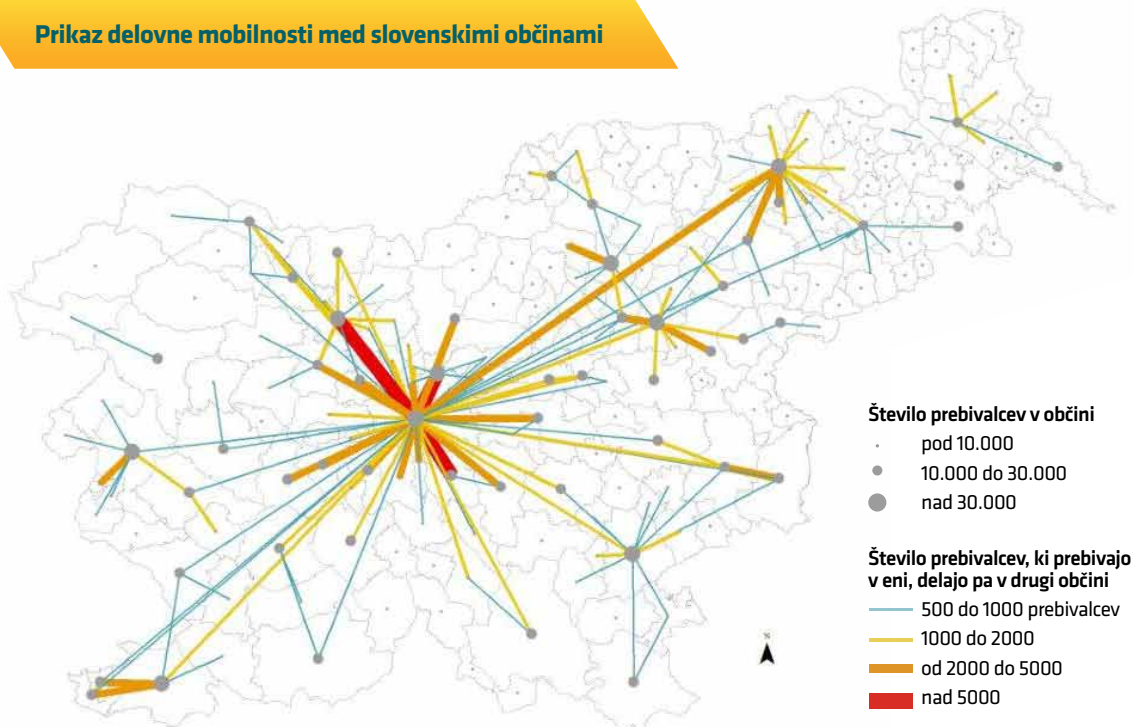 Prikaz delovne mobilnosti med slovenskimi občinami
N
Število prebivalcev v občini
pod 10.000
10.000 do 30.000
nad 30.000
Število prebivalcev, ki prebivajo
v eni, delajo pa v drugi občini
500 do 1000 prebivalcev
1000 do 2000
od 2000 do 5000
nad 5000